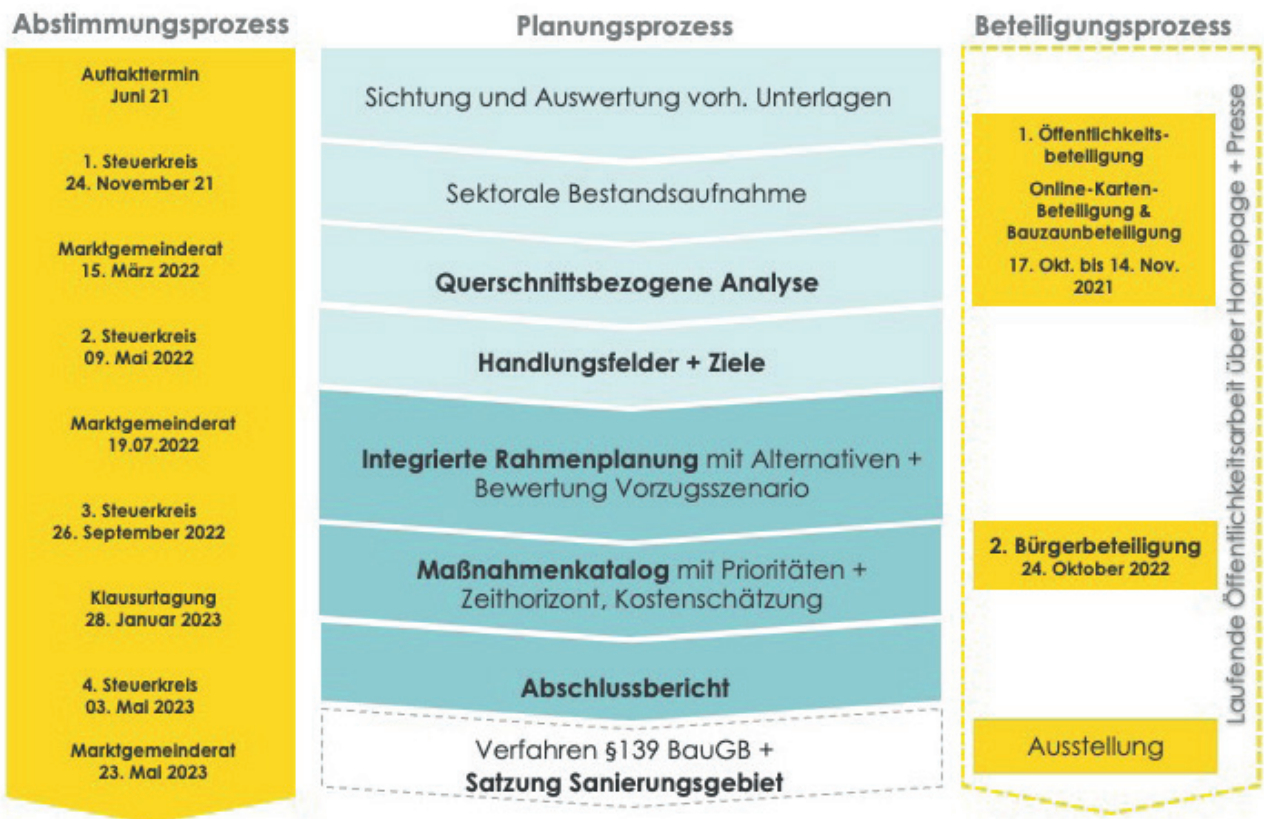 Abstimmungsprozess
Auftakttermin
Juni 21
1. Steuerkreis
24. November 21
Marktgemeinderat
15. März 2022
2. Steuerkreis
09. Mai 2022
Marktgemeinderat
19.07.2022
3. Steuerkreis
26. September 2022
Klausurtagung
28. Januar 2023
4. Steuerkreis
03. Mai 2023
Marktgemeinderat
23. Mai 2023
Planungsprozess
Sichtung und Auswertung vorh. Unterlagen
Sektorale Bestandsaufnahme
Querschnittsbezogene Analyse
Handlungsfelder + Ziele
Integrierte Rahmenplanung mit Alternativen +
Bewertung Vorzugsszenario
Maßnahmenkatalog mit Prioritäten +
Zeithorizont, Kostenschätzung
Abschlussbericht
Verfahren §139 BauGB +
Satzung Sanierungsgebiet
Beteiligungsprozess
1. Öffentlichkeits-
beteiligung
Online-Karten-
Beteiligung &
Bauzaunbeteiligung
17. Okt. bis 14. Nov.
2021
2. Bürgerbeteiligung
24. Oktober 2022
Ausstellung
Laufende Öffentlichkeitsarbeit über Homepage + Presse